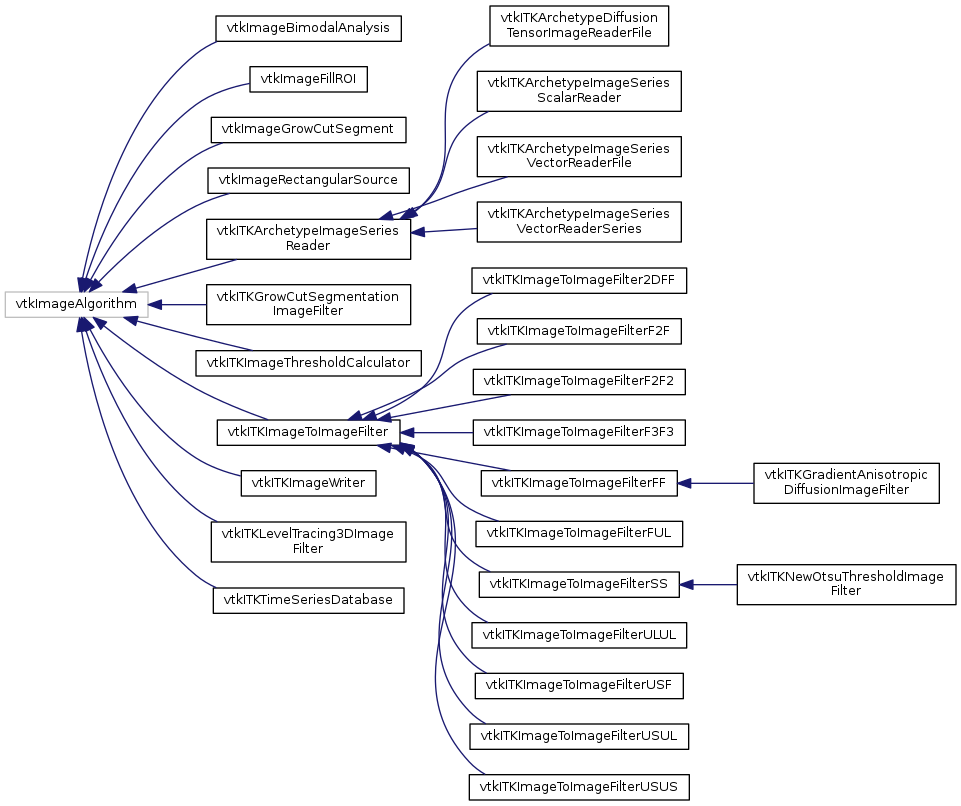 vtkImageAlgorithm
vtkImageBimodalAnalysis
vtkImageFillROI
vtkImageGrowCutSegment
vtkImageRectangularSource
vtkITKArchetypeImageSeries
Reader
vtkITKGrowCutSegmentation
ImageFilter
vtkITKImageThresholdCalculator
vtkITKImageToImageFilter
vtkITKImageWriter
vtkITKLevelTracing3DImage
Filter
vtkITKTimeSeriesDatabase
vtkITKArchetypeDiffusion
TensorImageReaderFile
vtkITKArchetypeImageSeries
ScalarReader
vtkITKArchetypeImageSeries
VectorReaderFile
vtkITKArchetypeImageSeries
VectorReaderSeries
vtkITKImageToImageFilter2DFF
vtkITKImageToImageFilterF2F
vtkITKImageToImageFilterF2F2
vtkITKImageToImageFilterF3F3
vtkITKImageToImageFilterFF
vtkITKImageToImageFilterFUL
vtkITKImageToImageFilterSS
vtkITKImageToImageFilterULUL
vtkITKImageToImageFilterUSF
vtkITKImageToImageFilterUSUL
vtkITKImageToImageFilterUSUS
vtkITKGradientAnisotropic
DiffusionImageFilter
vtkITKNewOtsuThresholdImage
Filter